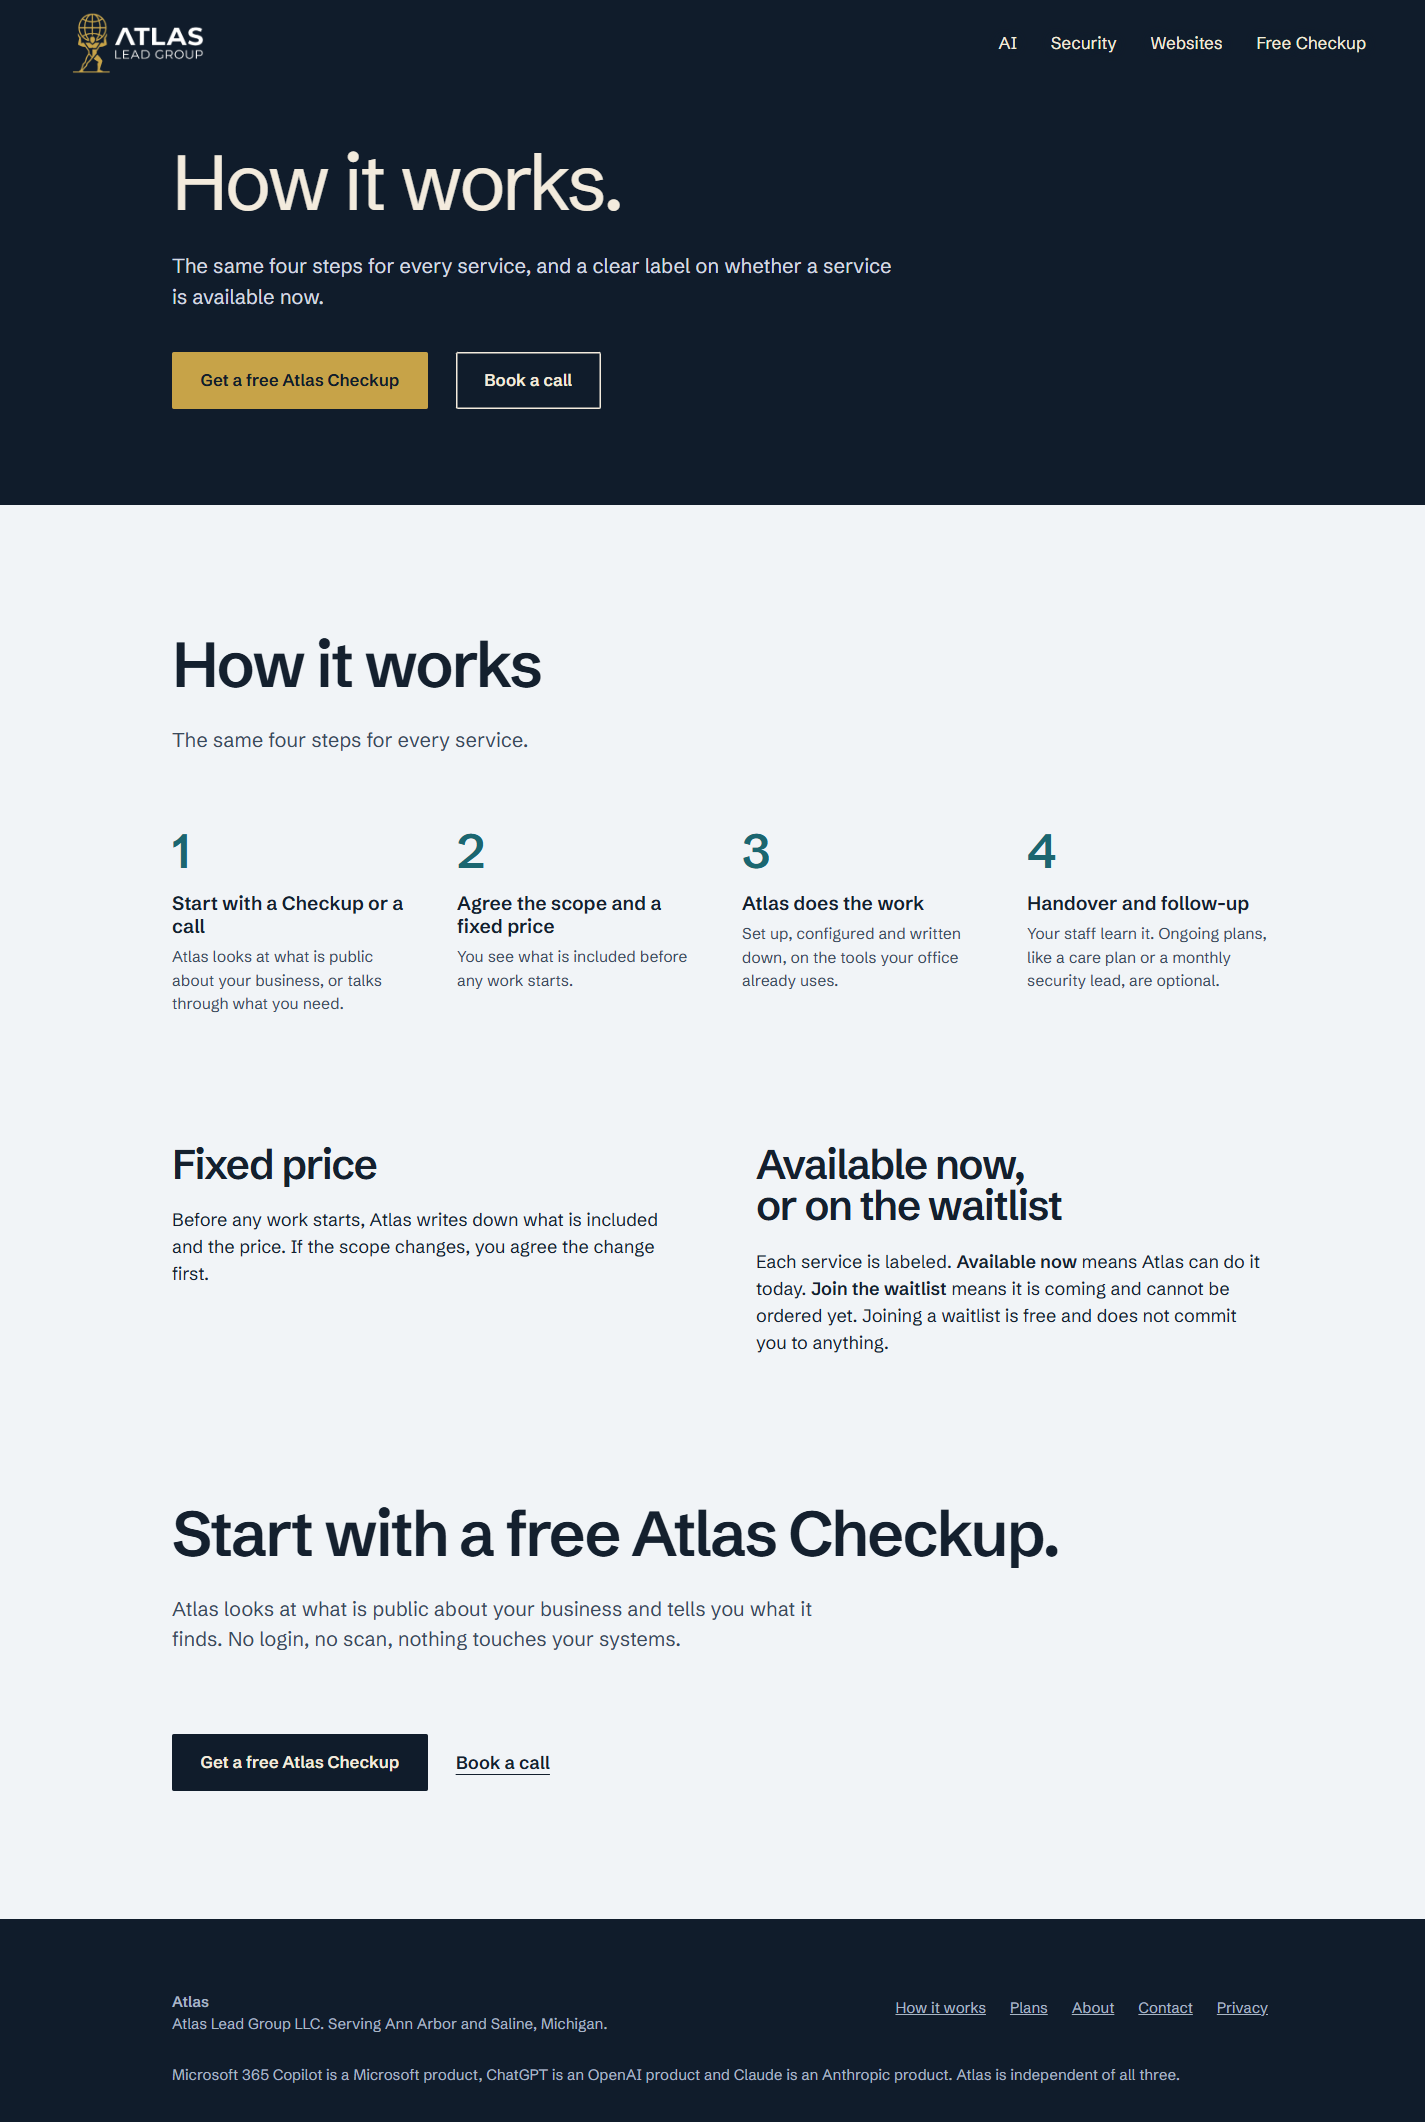 ATLAS
LEAD GROUP
AI Security Websites Free Checkup
How it works.
The same four steps for every service, and a clear label on whether a service
is available now.
Get a free Atlas Checkup Book a call
How it works
The same four steps for every service.
1
Start with a Checkup or a
call
Atlas looks at what is public
about your business, or talks
through what you need.
2
Agree the scope and a
fixed price
You see what is included before
any work starts.
3
Atlas does the work
Set up, configured and written
down, on the tools your office
already uses.
4
Handover and follow-up
Your staff learn it. Ongoing plans,
like a care plan or a monthly
security lead, are optional.
Fixed price
Before any work starts, Atlas writes down what is included
and the price. If the scope changes, you agree the change
first.
Available now,
or on the waitlist
Each service is labeled. Available now means Atlas can do it
today. Join the waitlist means it is coming and cannot be
ordered yet. Joining a waitlist is free and does not commit
you to anything.
Start with a free Atlas Checkup.
Atlas looks at what is public about your business and tells you what it
finds. No login, no scan, nothing touches your systems.
Get a free Atlas Checkup Book a call
Atlas
Atlas Lead Group LLC. Serving Ann Arbor and Saline, Michigan.
How it works Plans About Contact Privacy
Microsoft 365 Copilot is a Microsoft product, ChatGPT is an OpenAI product and Claude is an Anthropic product. Atlas is independent of all three.